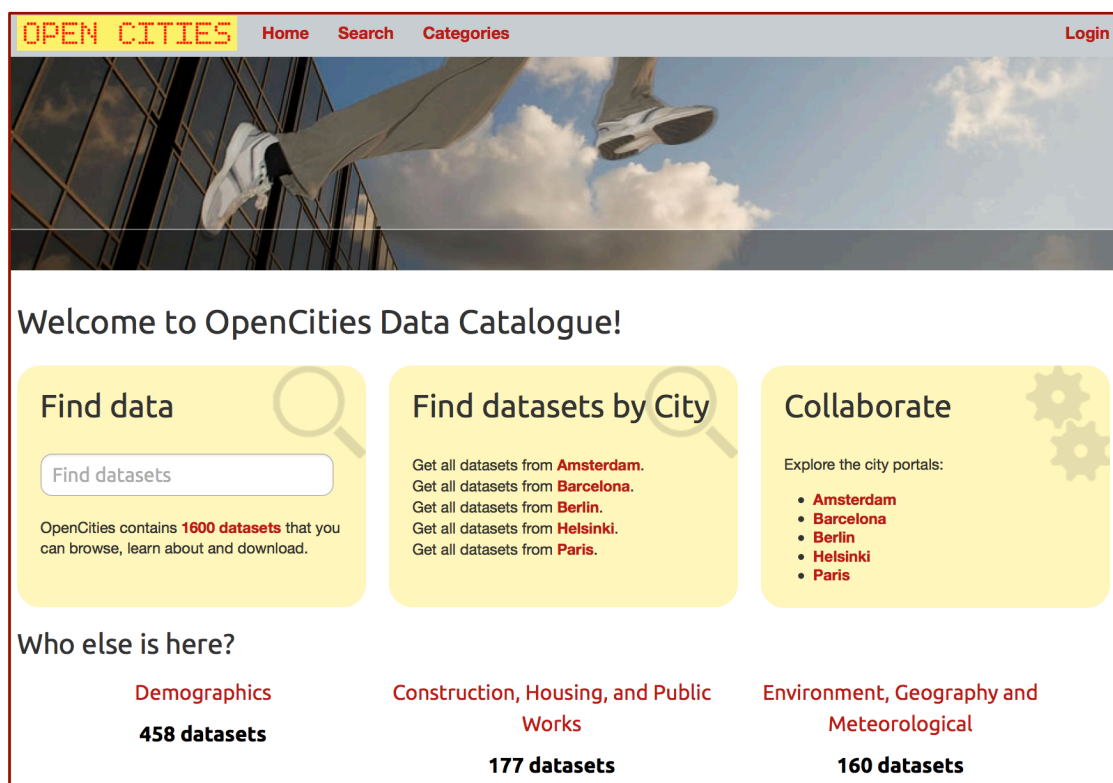 OPEN CITIES Home Search Categories Login
Welcome to OpenCities Data Catalogue!
Find data
Find datasets
OpenCities contains 1600 datasets that you
can browse, learn about and download.
Find datasets by City
Get all datasets from Amsterdam.
Get all datasets from Barcelona.
Get all datasets from Berlin.
Get all datasets from Helsinki.
Get all datasets from Paris.
Collaborate
Explore the city portals:
• Amsterdam
• Barcelona
• Berlin
• Helsinki
• Paris
Who else is here?
Demographics
458 datasets
Construction, Housing, and Public
Works
177 datasets
Environment, Geography and
Meteorological
160 datasets